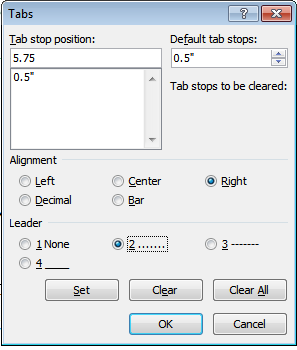 Tabs
Tab stop position: Default tab stops:
5.75 0.5"
0.5" Tab stops to be cleared:
Alignment
Left Center Right
Decimal Bar
Leader
1 None 2 ....... 3 -------
4 ____
Set Clear Clear All
OK Cancel